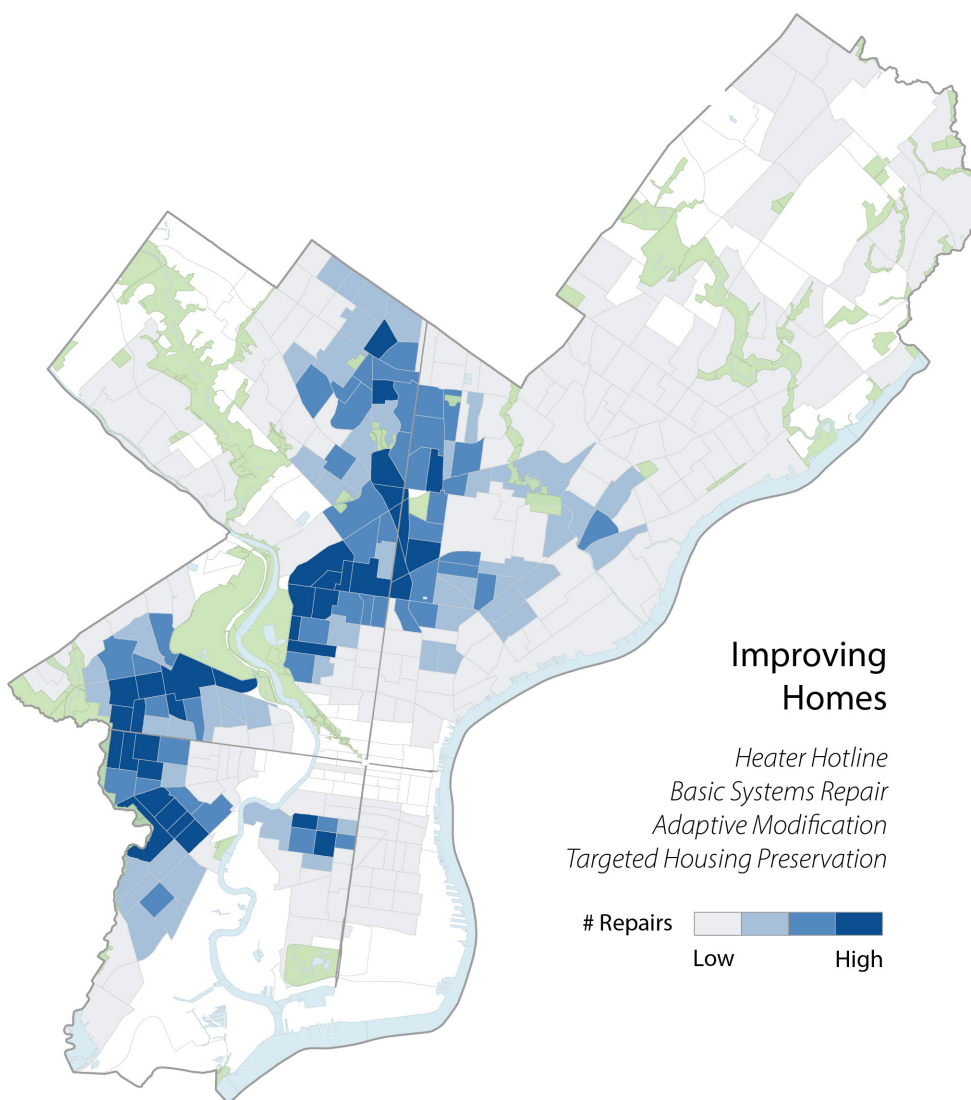 Improving
Homes
Heater Hotline
Basic Systems Repair
Adaptive Modification
Targeted Housing Preservation
# Repairs
Low
High